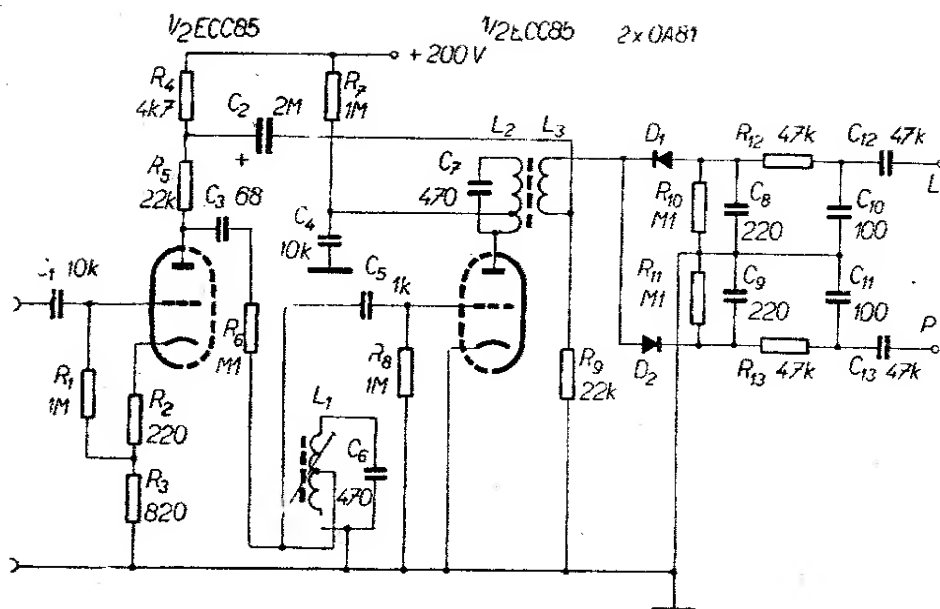 ½ECC85
½ECC85
2×OA81
+200V
R4
4k7
C2
2M
+
R7
1M
L2
L3
D1
R12
47k
C12
47k
L
R5
22k
C3
68
C7
470
R10
M1
C8
220
C10
100
C4
10k
C1
10k
C5
1k
R11
M1
C9
220
C11
100
R6
M1
R1
1M
R2
220
R8
1M
R9
22k
D2
R13
47k
C13
47k
P
L1
C6
470
R3
820